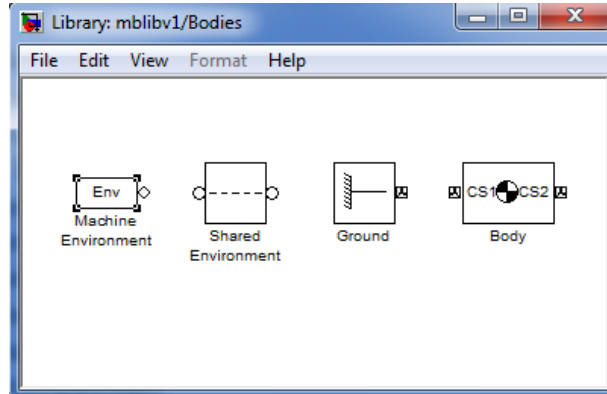 Library: mblibv1/Bodies
File Edit View Format Help
Env
Machine
Environment
Shared
Environment
Ground
CS1 CS2
Body